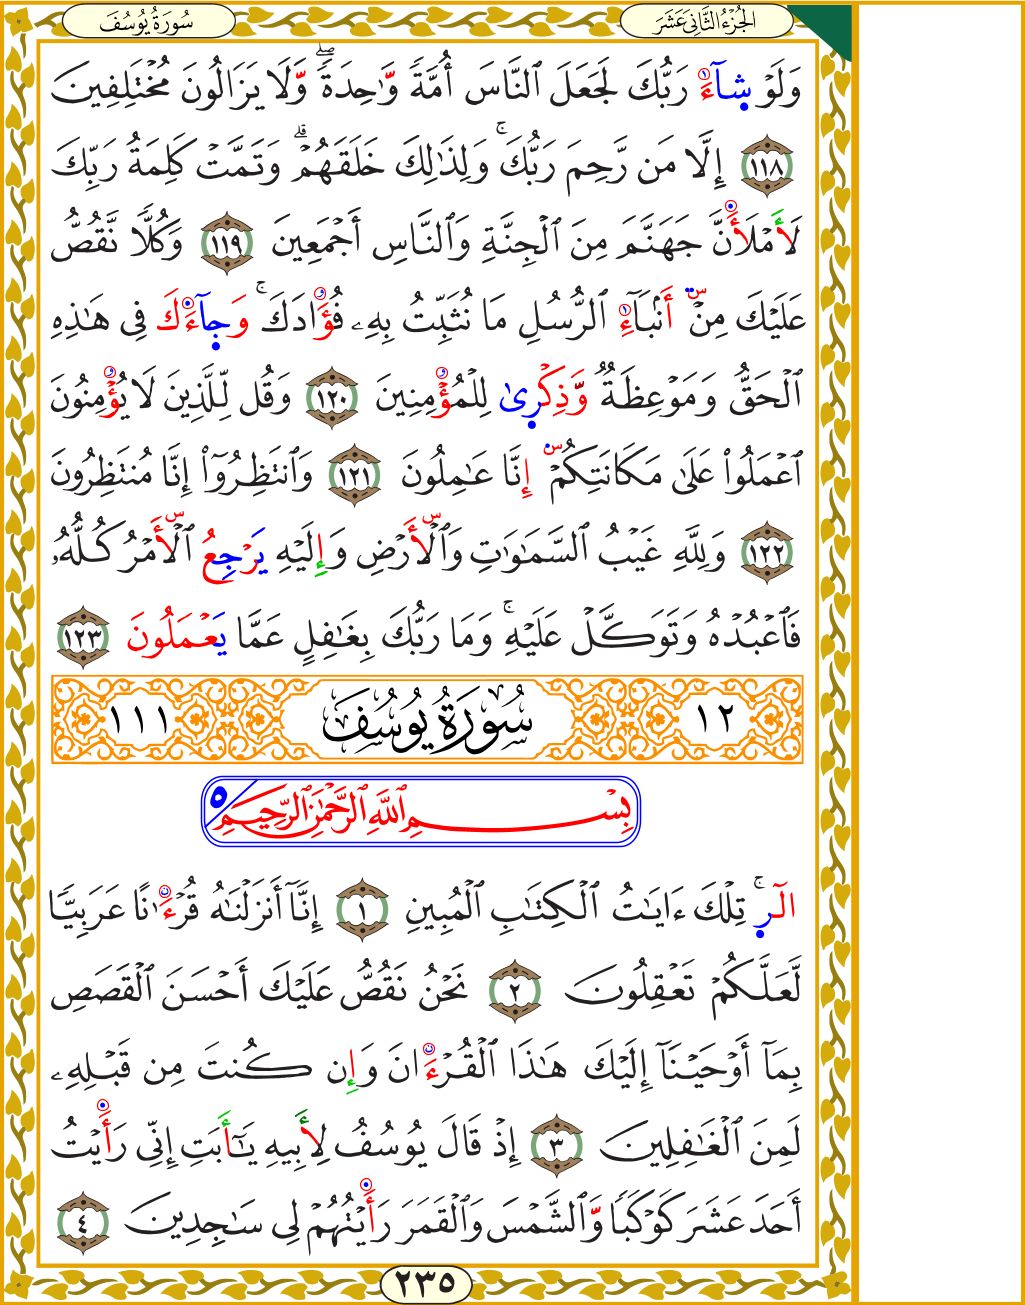 الجُزْءُ الثَّانِىَ عَشَرَ
سُورَةُ يُوسُفَ
وَلَوْ شَآءَ رَبُّكَ لَجَعَلَ ٱلنَّاسَ أُمَّةً وَٰحِدَةً ۖ وَّلَا يَزَالُونَ مُخْتَلِفِينَ
١١٨ إِلَّا مَن رَّحِمَ رَبُّكَ ۚ وَلِذَٰلِكَ خَلَقَهُمْ ۗ وَتَمَّتْ كَلِمَةُ رَبِّكَ
لَأَمْلَأَنَّ جَهَنَّمَ مِنَ ٱلْجِنَّةِ وَٱلنَّاسِ أَجْمَعِينَ ١١٩ وَكُلًّا نَّقُصُّ
عَلَيْكَ مِنْ أَنۢبَآءِ ٱلرُّسُلِ مَا نُثَبِّتُ بِهِۦ فُؤَادَكَ ۚ وَجَآءَكَ فِى هَٰذِهِ
ٱلْحَقُّ وَمَوْعِظَةٌ وَّذِكْرَىٰ لِلْمُؤْمِنِينَ ١٢٠ وَقُل لِّلَّذِينَ لَا يُؤْمِنُونَ
ٱعْمَلُوا۟ عَلَىٰ مَكَانَتِكُمْ إِنَّا عَٰمِلُونَ ١٢١ وَٱنتَظِرُوٓا۟ إِنَّا مُنتَظِرُونَ
١٢٢ وَلِلَّهِ غَيْبُ ٱلسَّمَٰوَٰتِ وَٱلْأَرْضِ وَإِلَيْهِ يَرْجِعُ ٱلْأَمْرُ كُلُّهُۥ
فَٱعْبُدْهُ وَتَوَكَّلْ عَلَيْهِ ۚ وَمَا رَبُّكَ بِغَٰفِلٍ عَمَّا يَعْمَلُونَ ١٢٣
١٢ سُورَةُ يُوسُفَ ١١١
بِسْمِ ٱللَّهِ ٱلرَّحْمَٰنِ ٱلرَّحِيمِ ٥
الٓر ۚ تِلْكَ ءَايَٰتُ ٱلْكِتَٰبِ ٱلْمُبِينِ ١ إِنَّآ أَنزَلْنَٰهُ قُرْءَٰنًا عَرَبِيًّا
لَّعَلَّكُمْ تَعْقِلُونَ ٢ نَحْنُ نَقُصُّ عَلَيْكَ أَحْسَنَ ٱلْقَصَصِ
بِمَآ أَوْحَيْنَآ إِلَيْكَ هَٰذَا ٱلْقُرْءَانَ وَإِن كُنتَ مِن قَبْلِهِۦ
لَمِنَ ٱلْغَٰفِلِينَ ٣ إِذْ قَالَ يُوسُفُ لِأَبِيهِ يَٰٓأَبَتِ إِنِّى رَأَيْتُ
أَحَدَ عَشَرَ كَوْكَبًا وَّٱلشَّمْسَ وَٱلْقَمَرَ رَأَيْتُهُمْ لِى سَٰجِدِينَ ٤
٢٣٥